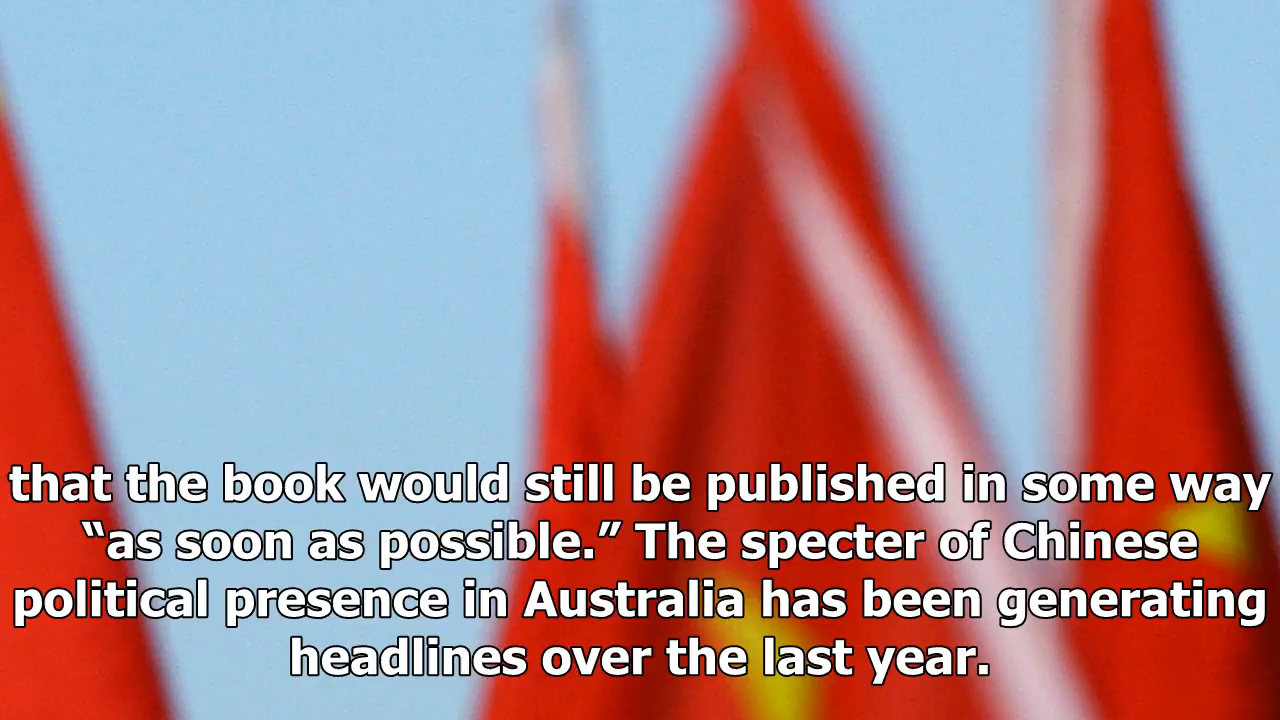 that the book would still be published in some way
“as soon as possible.” The specter of Chinese
political presence in Australia has been generating
headlines over the last year.